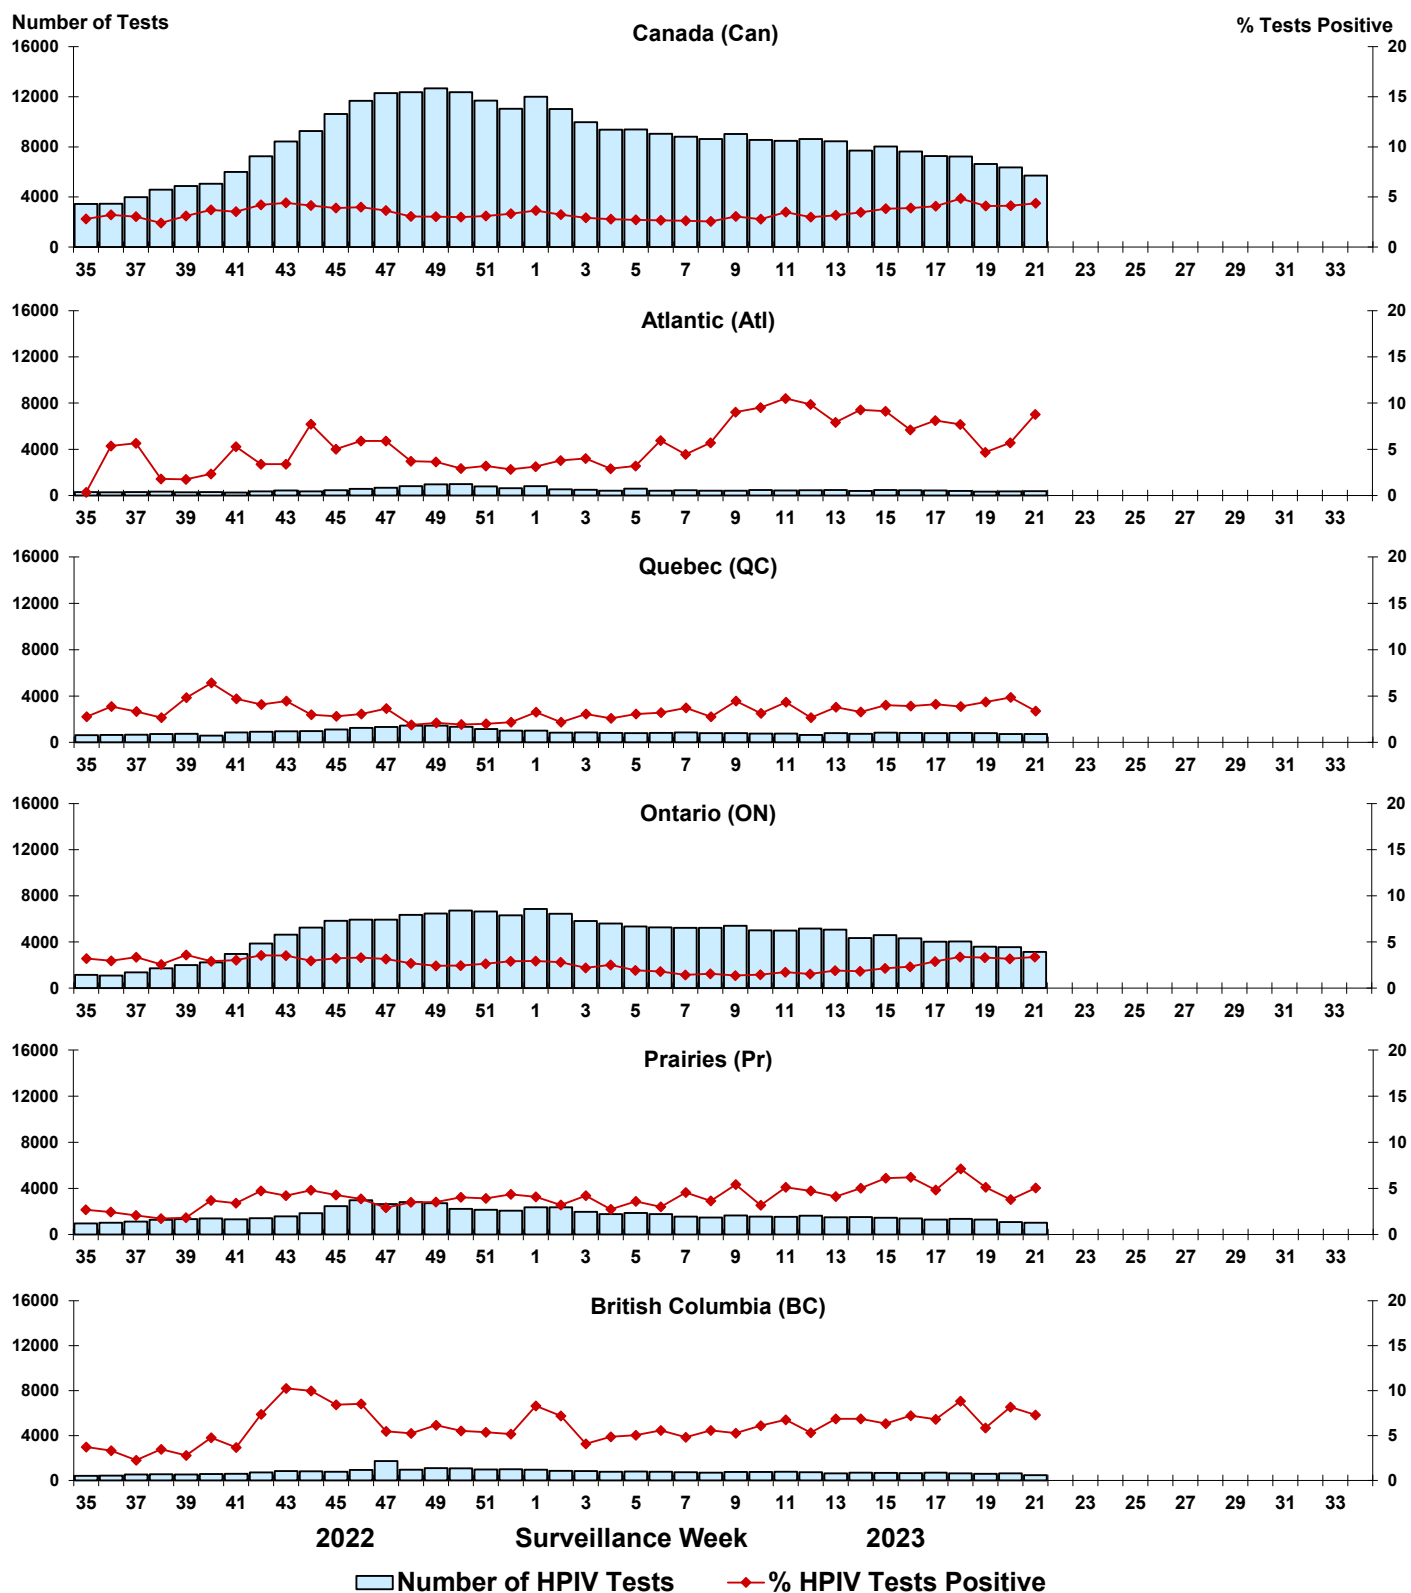 Number of Tests
% Tests Positive
Canada (Can)
16000 20
12000 15
8000 10
4000 5
0 0
35 37 39 41 43 45 47 49 51 1 3 5 7 9 11 13 15 17 19 21 23 25 27 29 31 33
Atlantic (Atl)
16000 20
12000 15
8000 10
4000 5
0 0
35 37 39 41 43 45 47 49 51 1 3 5 7 9 11 13 15 17 19 21 23 25 27 29 31 33
Quebec (QC)
16000 20
12000 15
8000 10
4000 5
0 0
35 37 39 41 43 45 47 49 51 1 3 5 7 9 11 13 15 17 19 21 23 25 27 29 31 33
Ontario (ON)
16000 20
12000 15
8000 10
4000 5
0 0
35 37 39 41 43 45 47 49 51 1 3 5 7 9 11 13 15 17 19 21 23 25 27 29 31 33
Prairies (Pr)
16000 20
12000 15
8000 10
4000 5
0 0
35 37 39 41 43 45 47 49 51 1 3 5 7 9 11 13 15 17 19 21 23 25 27 29 31 33
British Columbia (BC)
16000 20
12000 15
8000 10
4000 5
0 0
35 37 39 41 43 45 47 49 51 1 3 5 7 9 11 13 15 17 19 21 23 25 27 29 31 33
2022 Surveillance Week 2023
Number of HPIV Tests % HPIV Tests Positive